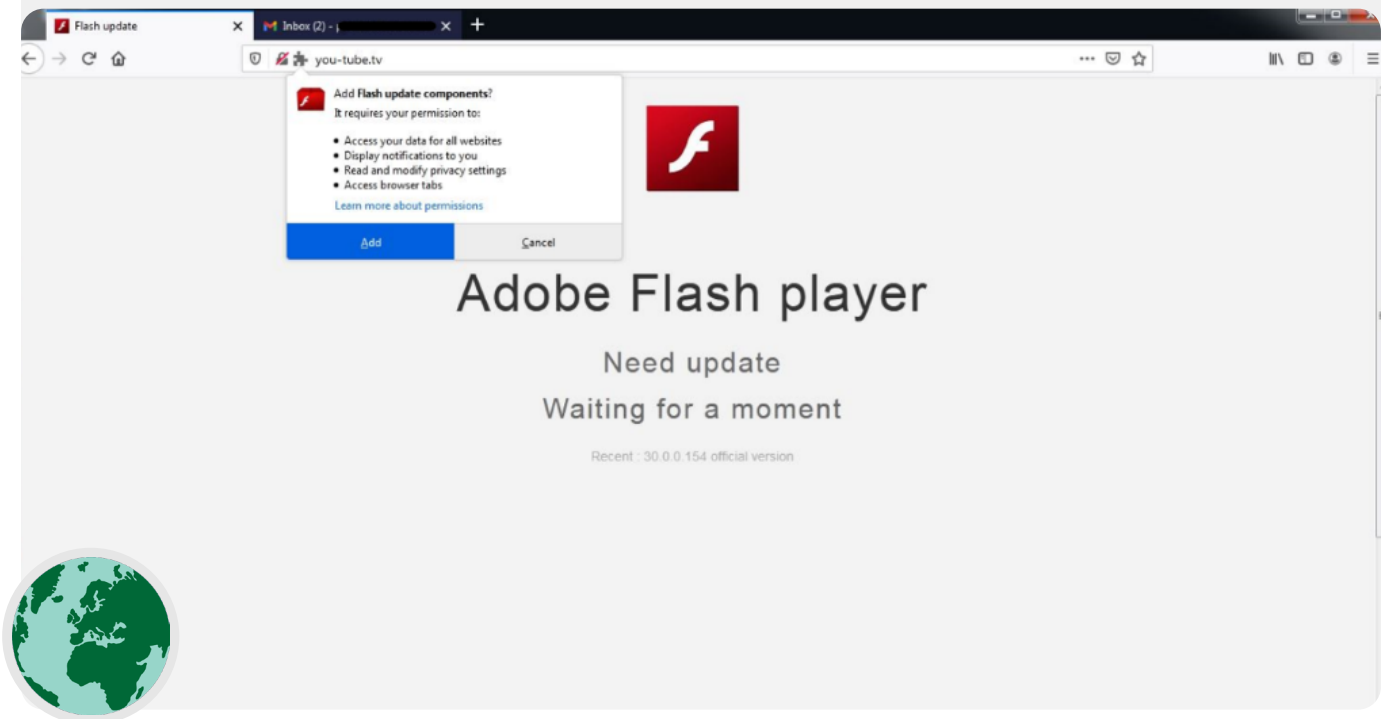 Flash update
Inbox (2) -
you-tube.tv
Add Flash update components?
It requires your permission to:
• Access your data for all websites
• Display notifications to you
• Read and modify privacy settings
• Access browser tabs
Learn more about permissions
Add
Cancel
Adobe Flash player
Need update
Waiting for a moment
Recent : 30.0.0.154 official version